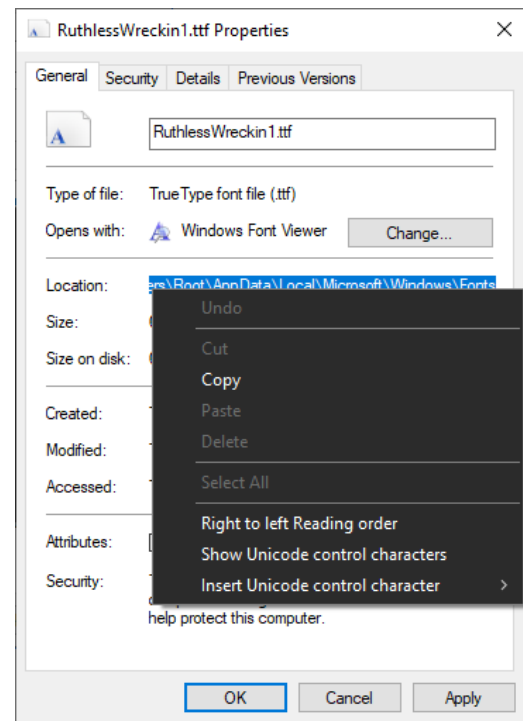 RuthlessWreckin1.ttf Properties
General Security Details Previous Versions
RuthlessWreckin1.ttf
Type of file: TrueType font file (.ttf)
Opens with: Windows Font Viewer Change...
Location: ers\Root\AppData\Local\Microsoft\Windows\Fonts
Size:
Size on disk:
Created:
Modified:
Accessed:
Attributes:
Security:
help protect this computer.
Undo
Cut
Copy
Paste
Delete
Select All
Right to left Reading order
Show Unicode control characters
Insert Unicode control character
OK Cancel Apply